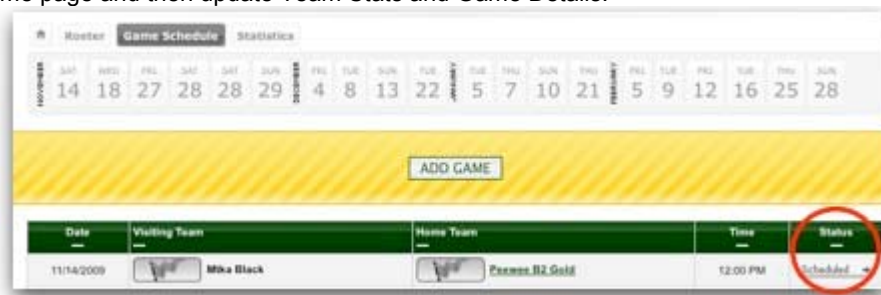 me page and then update Team Stats and Game Details.
Roster Game Schedule Statistics
NOVEMBER SAT 14 WED 18 FRI 27 SAT 28 SAT 28 SUN 29 DECEMBER FRI 4 TUE 8 SUN 13 TUE 22 JANUARY TUE 5 THU 7 SUN 10 THU 21 FEBRUARY FRI 5 TUE 9 FRI 12 TUE 16 THU 25 SUN 28
ADD GAME
Date Visiting Team Home Team Time Status
11/14/2009 Mika Black Peewee B2 Gold 12:00 PM Scheduled